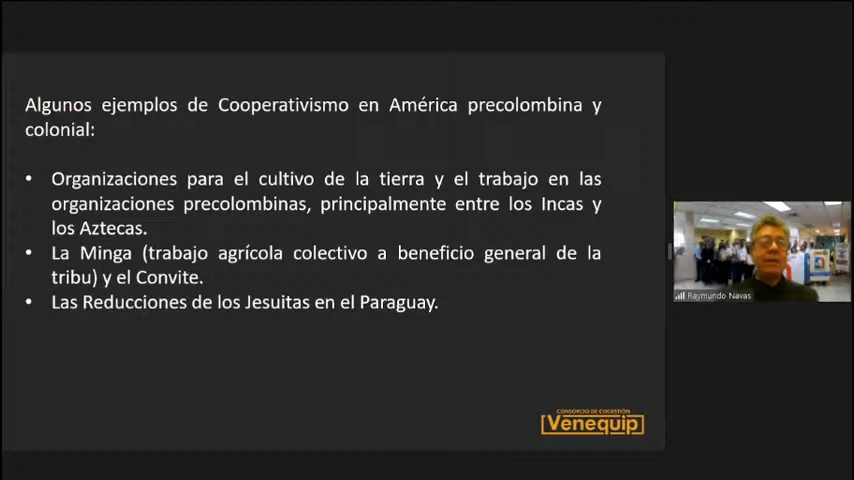 Algunos ejemplos de Cooperativismo en América precolombina y
colonial:
• Organizaciones para el cultivo de la tierra y el trabajo en las
organizaciones precolombinas, principalmente entre los Incas y
los Aztecas.
• La Minga (trabajo agrícola colectivo a beneficio general de la
tribu) y el Convite.
• Las Reducciones de los Jesuitas en el Paraguay.
Raymundo Navas
CONSORCIO DE COGESTIÓN
Venequip